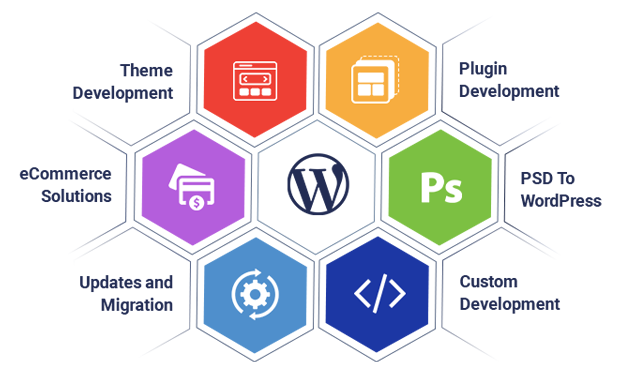 Theme
Development
Plugin
Development
eCommerce
Solutions
W
Ps
PSD To
WordPress
Updates and
Migration
Custom
Development